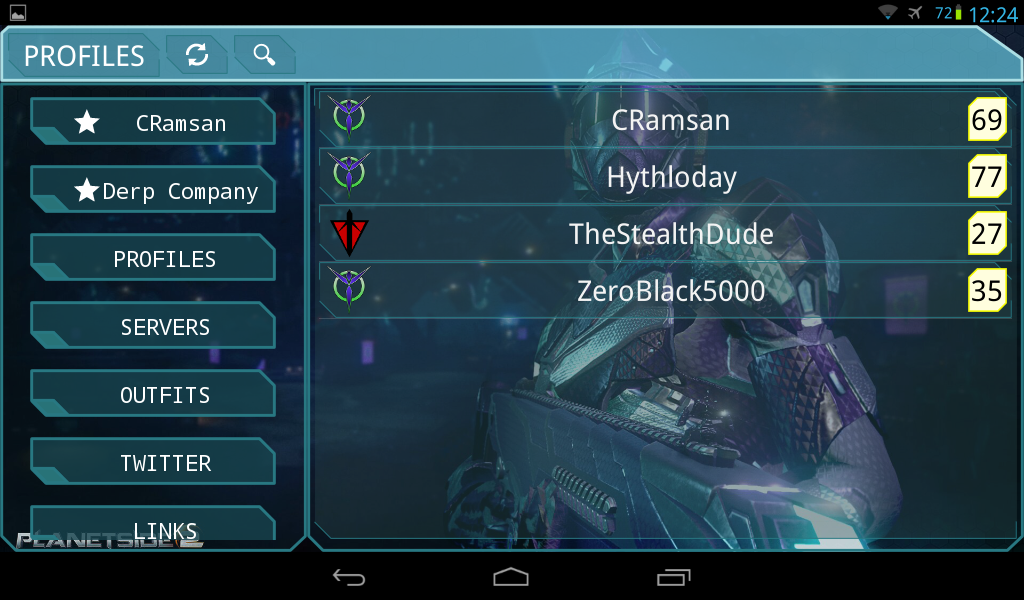 72 12:24
PROFILES
CRamsan
Derp Company
PROFILES
SERVERS
OUTFITS
TWITTER
LINKS
PLANETSIDE 2
CRamsan 69
Hythloday 77
TheStealthDude 27
ZeroBlack5000 35